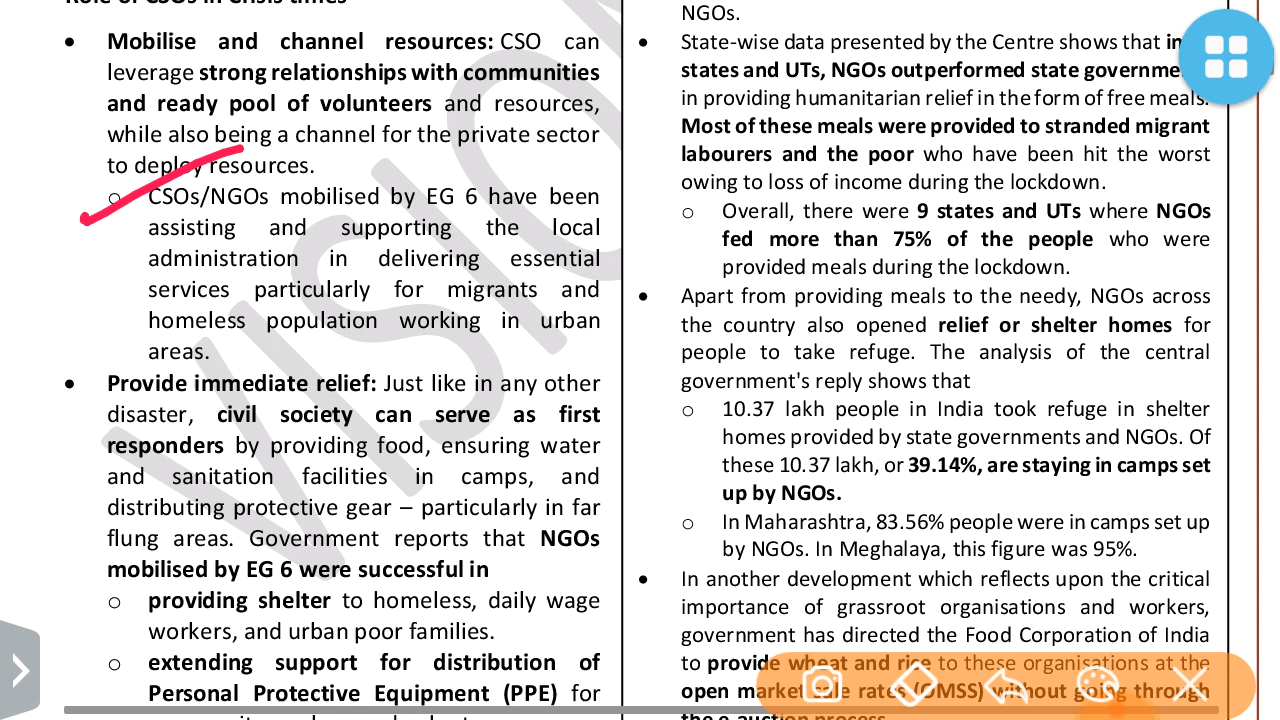 Role of CSOs in Crisis times
• Mobilise and channel resources: CSO can
leverage strong relationships with communities
and ready pool of volunteers and resources,
while also being a channel for the private sector
to deploy resources.
o CSOs/NGOs mobilised by EG 6 have been
assisting and supporting the local
administration in delivering essential
services particularly for migrants and
homeless population working in urban
areas.
• Provide immediate relief: Just like in any other
disaster, civil society can serve as first
responders by providing food, ensuring water
and sanitation facilities in camps, and
distributing protective gear – particularly in far
flung areas. Government reports that NGOs
mobilised by EG 6 were successful in
o providing shelter to homeless, daily wage
workers, and urban poor families.
o extending support for distribution of
Personal Protective Equipment (PPE) for
NGOs.
• State-wise data presented by the Centre shows that in
states and UTs, NGOs outperformed state
in providing humanitarian relief in the form of free meals.
Most of these meals were provided to stranded migrant
labourers and the poor who have been hit the worst
owing to loss of income during the lockdown.
o Overall, there were 9 states and UTs where NGOs
fed more than 75% of the people who were
provided meals during the lockdown.
• Apart from providing meals to the needy, NGOs across
the country also opened relief or shelter homes for
people to take refuge. The analysis of the central
government's reply shows that
o 10.37 lakh people in India took refuge in shelter
homes provided by state governments and NGOs. Of
these 10.37 lakh, or 39.14%, are staying in camps set
up by NGOs.
o In Maharashtra, 83.56% people were in camps set up
by NGOs. In Meghalaya, this figure was 95%.
• In another development which reflects upon the critical
importance of grassroot organisations and workers,
government has directed the Food Corporation of India
to provide wheat and rice to these organisations at the
open market sale rates (OMSS) without going through
the e-auction process
VISIO